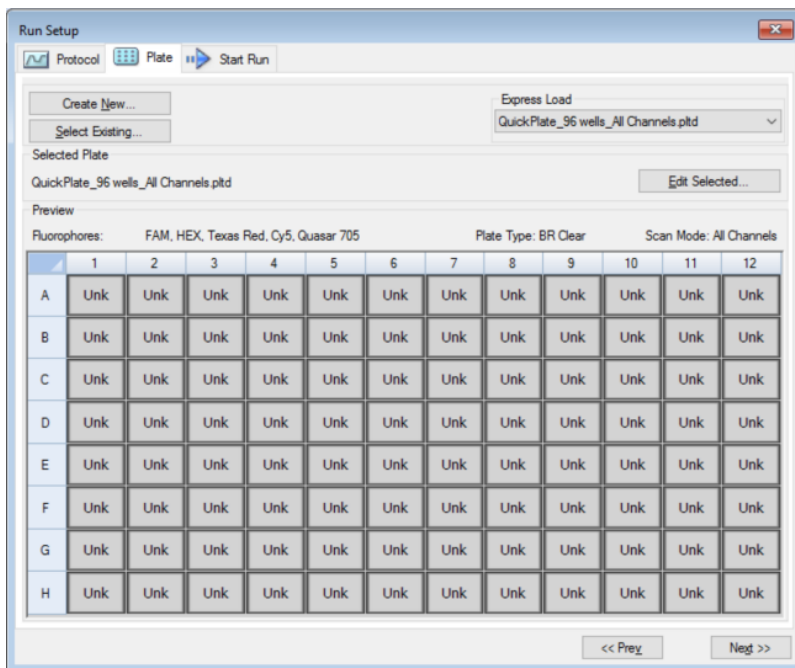 Run Setup
Protocol Plate Start Run
Create New...
Express Load
Select Existing...
QuickPlate_96 wells_All Channels.pltd
Selected Plate
QuickPlate_96 wells_All Channels.pltd
Edit Selected...
Preview
Fluorophores: FAM, HEX, Texas Red, Cy5, Quasar 705 Plate Type: BR Clear Scan Mode: All Channels
1 2 3 4 5 6 7 8 9 10 11 12
A Unk Unk Unk Unk Unk Unk Unk Unk Unk Unk Unk Unk
B Unk Unk Unk Unk Unk Unk Unk Unk Unk Unk Unk Unk
C Unk Unk Unk Unk Unk Unk Unk Unk Unk Unk Unk Unk
D Unk Unk Unk Unk Unk Unk Unk Unk Unk Unk Unk Unk
E Unk Unk Unk Unk Unk Unk Unk Unk Unk Unk Unk Unk
F Unk Unk Unk Unk Unk Unk Unk Unk Unk Unk Unk Unk
G Unk Unk Unk Unk Unk Unk Unk Unk Unk Unk Unk Unk
H Unk Unk Unk Unk Unk Unk Unk Unk Unk Unk Unk Unk
<< Prev Next >>